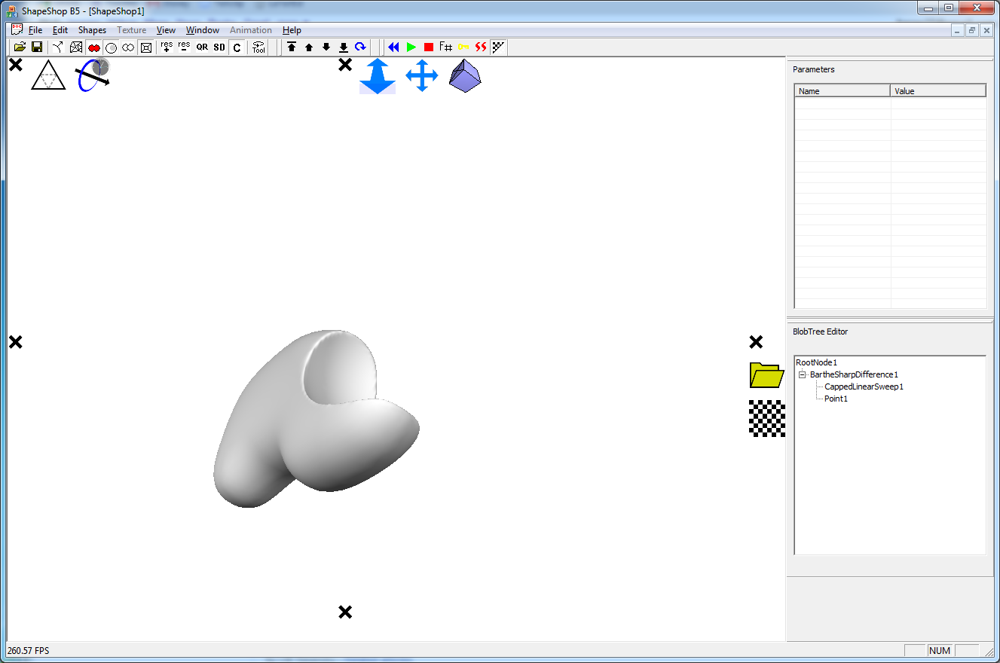 ShapeShop B5 - [ShapeShop1]
File Edit Shapes Texture View Window Animation Help
res res QR SD C Tool F#
Parameters
Name Value
BlobTree Editor
RootNode1
BartheSharpDifference1
CappedLinearSweep1
Point1
260.57 FPS
NUM